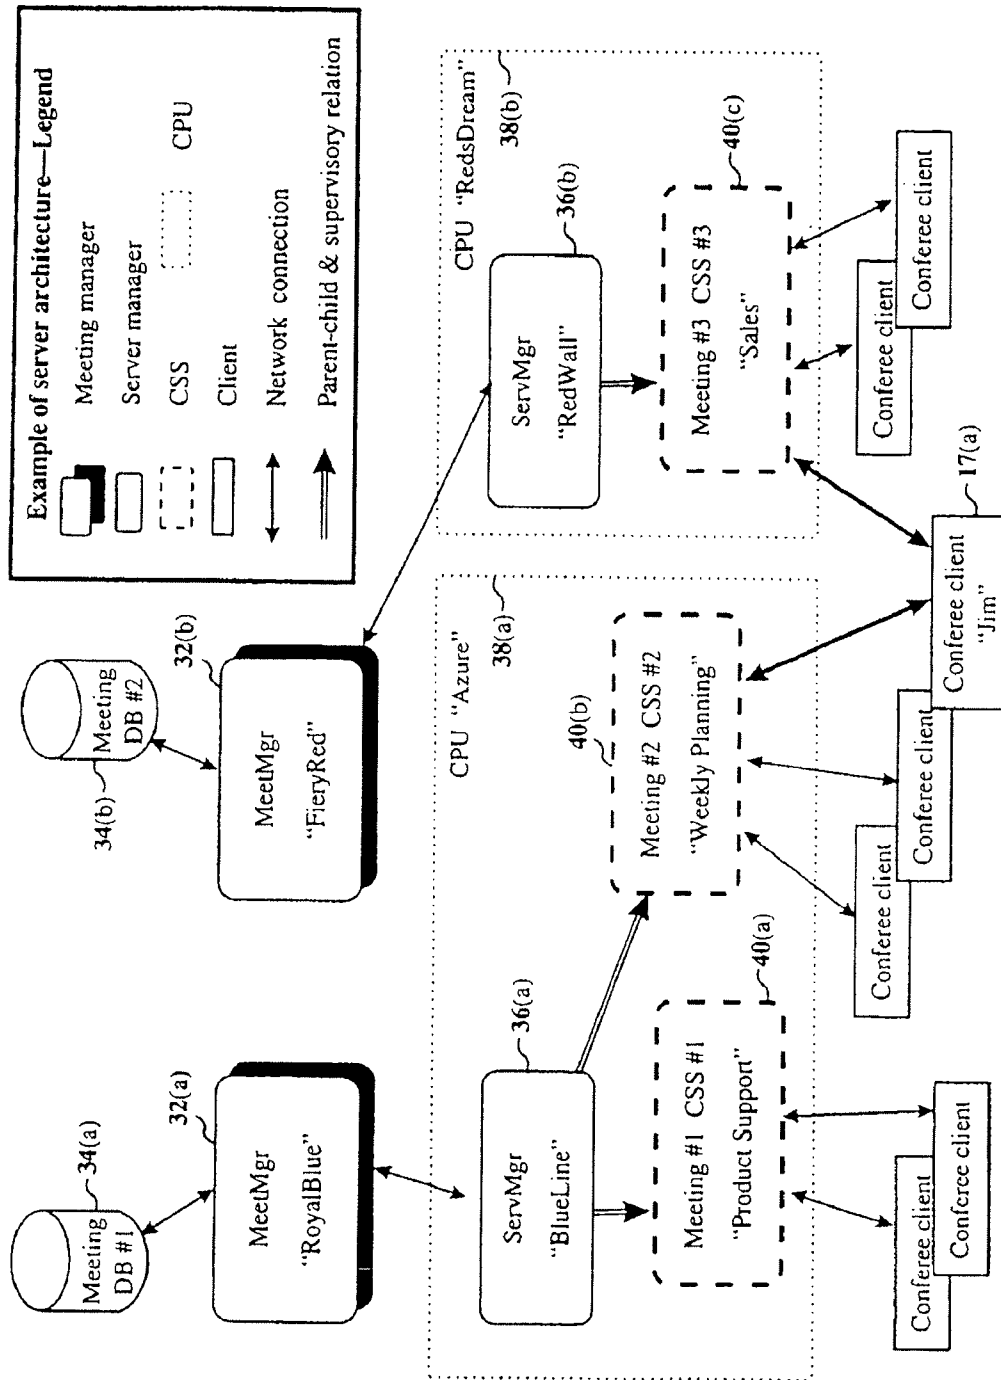 Example of server architecture—Legend
Meeting manager
Server manager
CSS
CPU
Client
Network connection
Parent-child & supervisory relation
34(a)
Meeting
DB #1
32(a)
MeetMgr
“RoyalBlue”
34(b)
Meeting
DB #2
32(b)
MeetMgr
“FieryRed”
CPU “Azure”
38(a)
36(a)
ServMgr
“BlueLine”
40(a)
Meeting #1 CSS #1
“Product Support”
40(b)
Meeting #2 CSS #2
“Weekly Planning”
CPU “RedsDream”
38(b)
36(b)
ServMgr
“RedWall”
40(c)
Meeting #3 CSS #3
“Sales”
Conferee client
Conferee client
Conferee client
Conferee client
Conferee client
“Jim”
17(a)
Conferee client
Conferee client